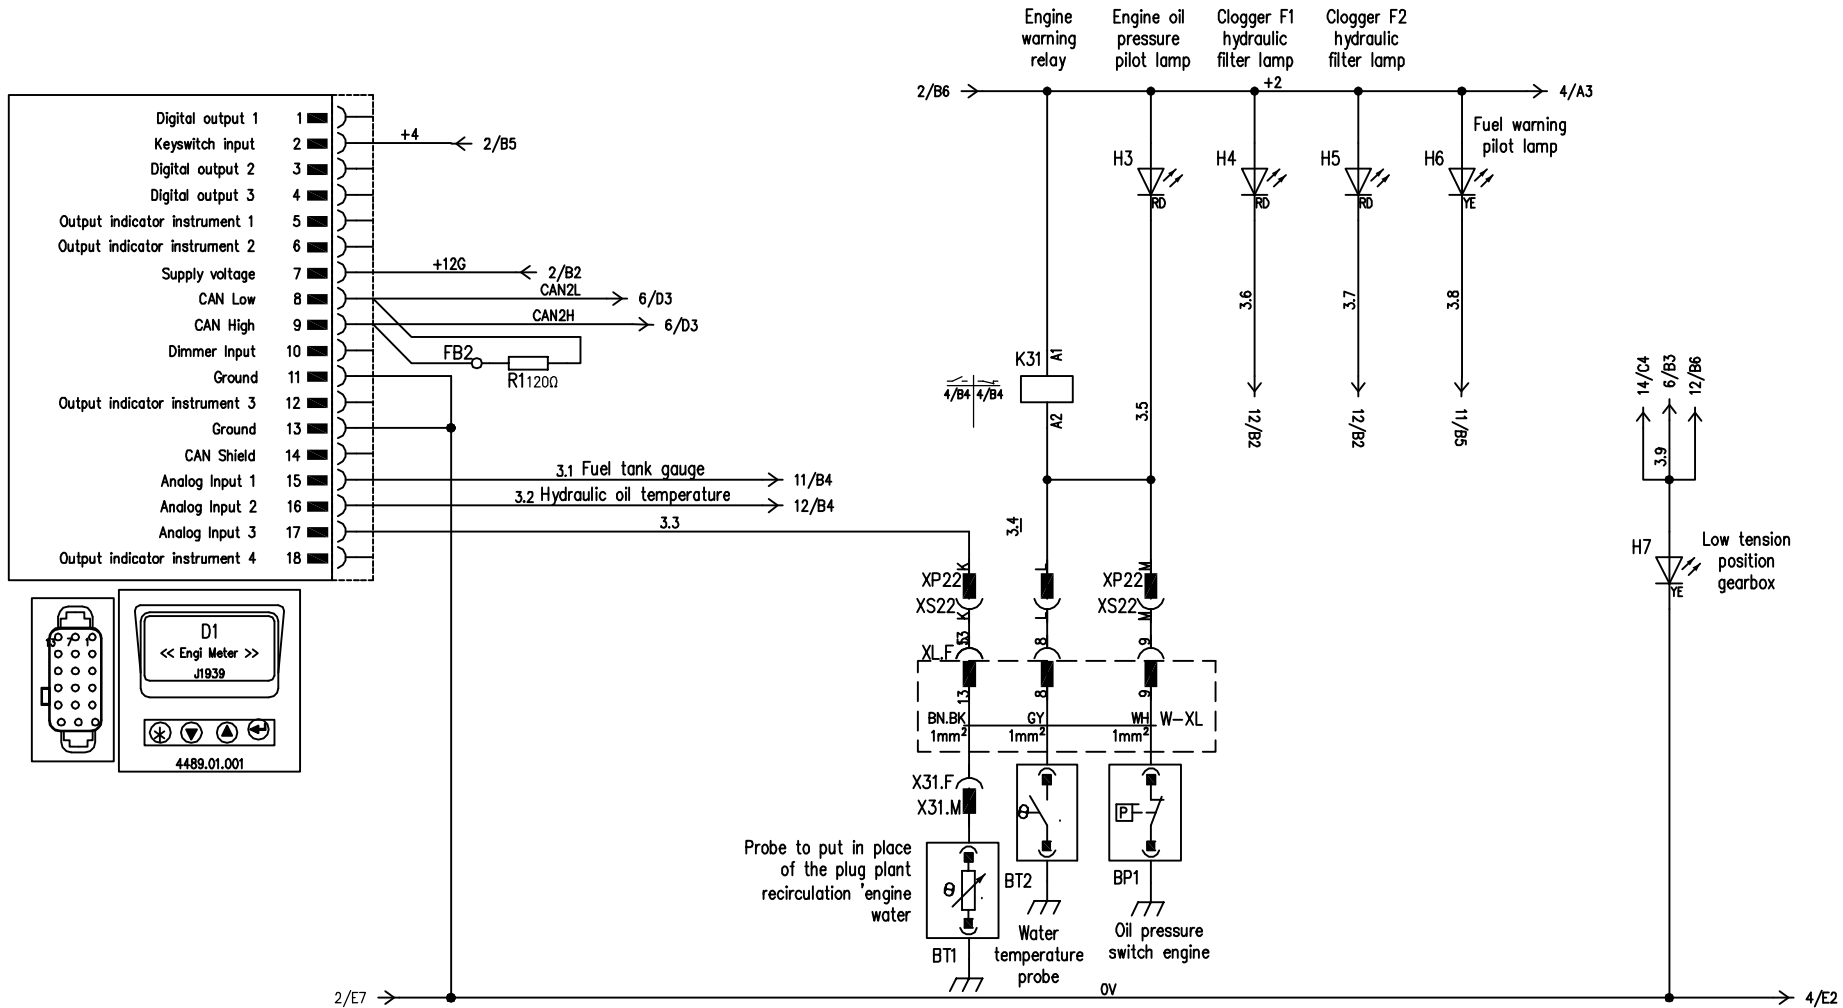 Engine
warning
relay
Engine oil
pressure
pilot lamp
Clogger F1
hydraulic
filter lamp
Clogger F2
hydraulic
filter lamp
2/B6
+2
4/A3
Fuel warning
pilot lamp
Digital output 1 1
Keyswitch input 2
+4
2/B5
Digital output 2 3
Digital output 3 4
Output indicator instrument 1 5
Output indicator instrument 2 6
Supply voltage 7
+12G
2/B2
CAN Low 8
CAN2L
6/D3
CAN High 9
CAN2H
6/D3
Dimmer Input 10
FB2
R1 120Ω
Ground 11
Output indicator instrument 3 12
Ground 13
CAN Shield 14
Analog Input 1 15
3.1 Fuel tank gauge
11/B4
Analog Input 2 16
3.2 Hydraulic oil temperature
12/B4
Analog Input 3 17
3.3
Output indicator instrument 4 18
H3
RD
H4
RD
H5
RD
H6
YE
3.6
3.7
3.8
K31
A1
A2
4/B4
4/B4
3.5
12/B2
12/B2
11/B5
14/C4
6/B3
12/B6
3.9
H7
YE
Low tension
position
gearbox
3.4
XP22
K
L
XP22
M
XS22
K
L
XS22
M
XL.F
8
9
13
8
9
BN.BK
1mm²
GY
1mm²
WH
1mm²
W-XL
D1
<< Engi Meter >>
J1939
4489.01.001
13 7 1
X31.F
X31.M
θ
P
Probe to put in place
of the plug plant
recirculation 'engine
water
θ
BT1
BT2
Water
temperature
probe
BP1
Oil pressure
switch engine
2/E7
0V
4/E2